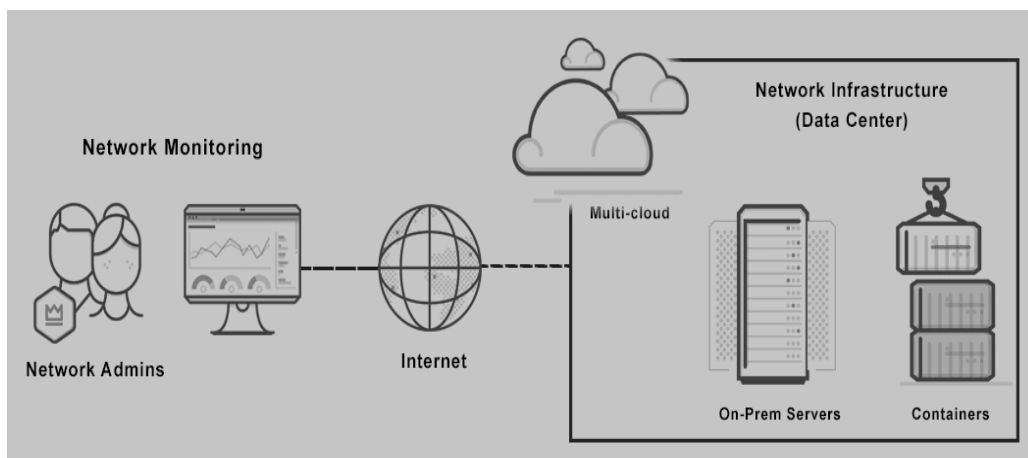 Network Monitoring
Network Admins
Internet
Multi-cloud
Network Infrastructure
(Data Center)
On-Prem Servers
Containers